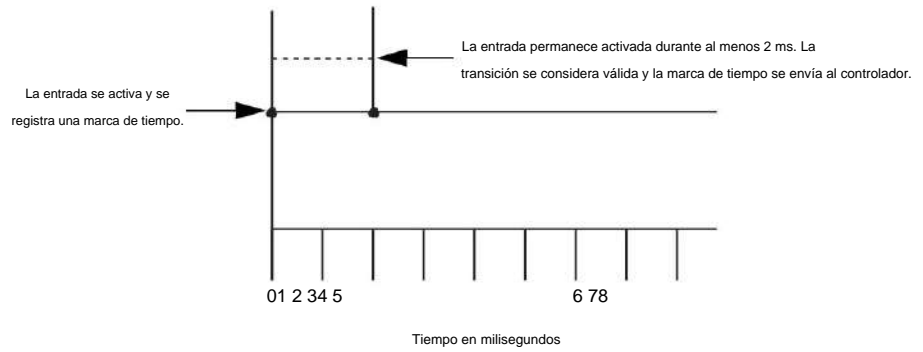 La entrada permanece activada durante al menos 2 ms. La
transición se considera válida y la marca de tiempo se envía al controlador.
La entrada se activa y se
registra una marca de tiempo.
01 2 34 5 6 78
Tiempo en milisegundos